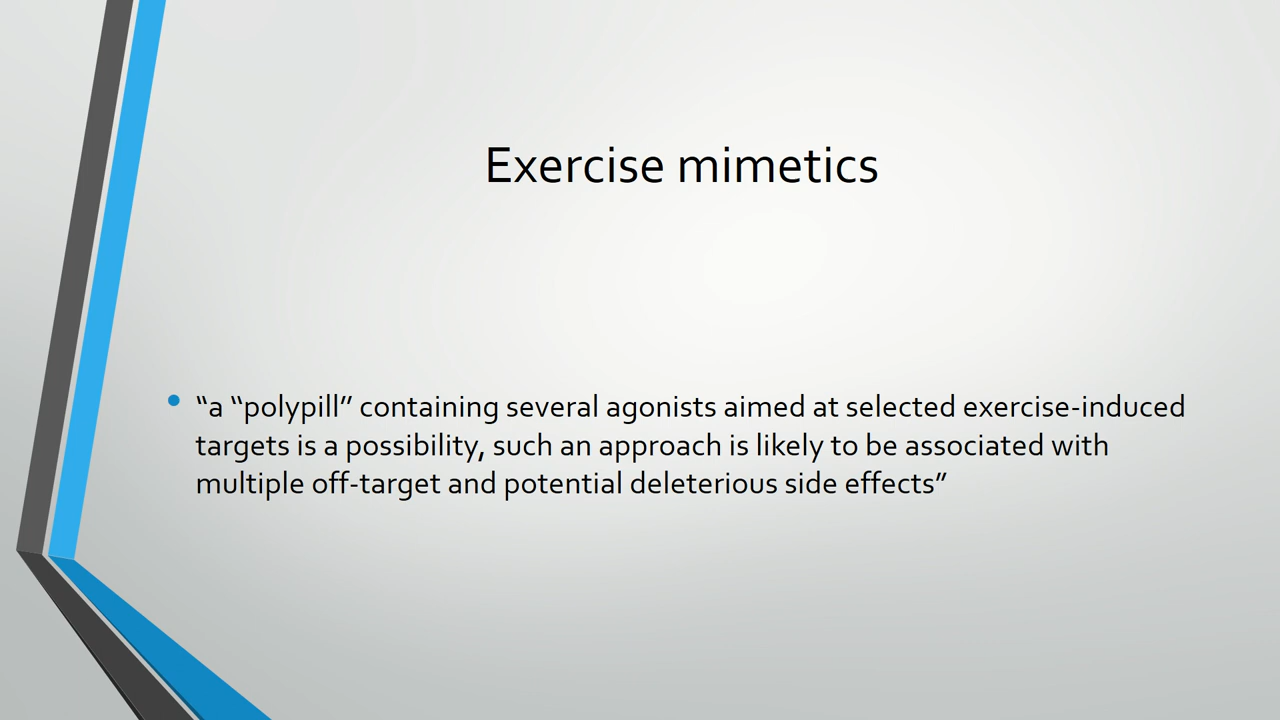 Exercise mimetics
“a “polypill” containing several agonists aimed at selected exercise-induced
targets is a possibility, such an approach is likely to be associated with
multiple off-target and potential deleterious side effects”